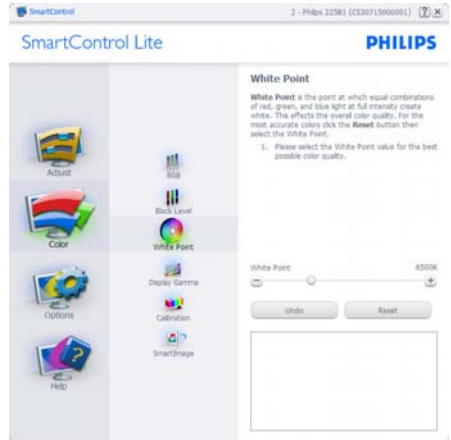 SmartControl
2 - Philips 225B1 (CS30715000001)
SmartControl Lite
PHILIPS
Adjust
Color
Options
Help
RGB
Black Level
White Point
Display Gamma
Calibration
SmartImage
White Point
White Point is the point at which equal combinations
of red, green, and blue light at full intensity create
white. This effects the overall color quality. For the
most accurate colors click the Reset button then
select the White Point.
1. Please select the White Point value for the best
possible color quality.
White Point
6500K
Undo
Reset